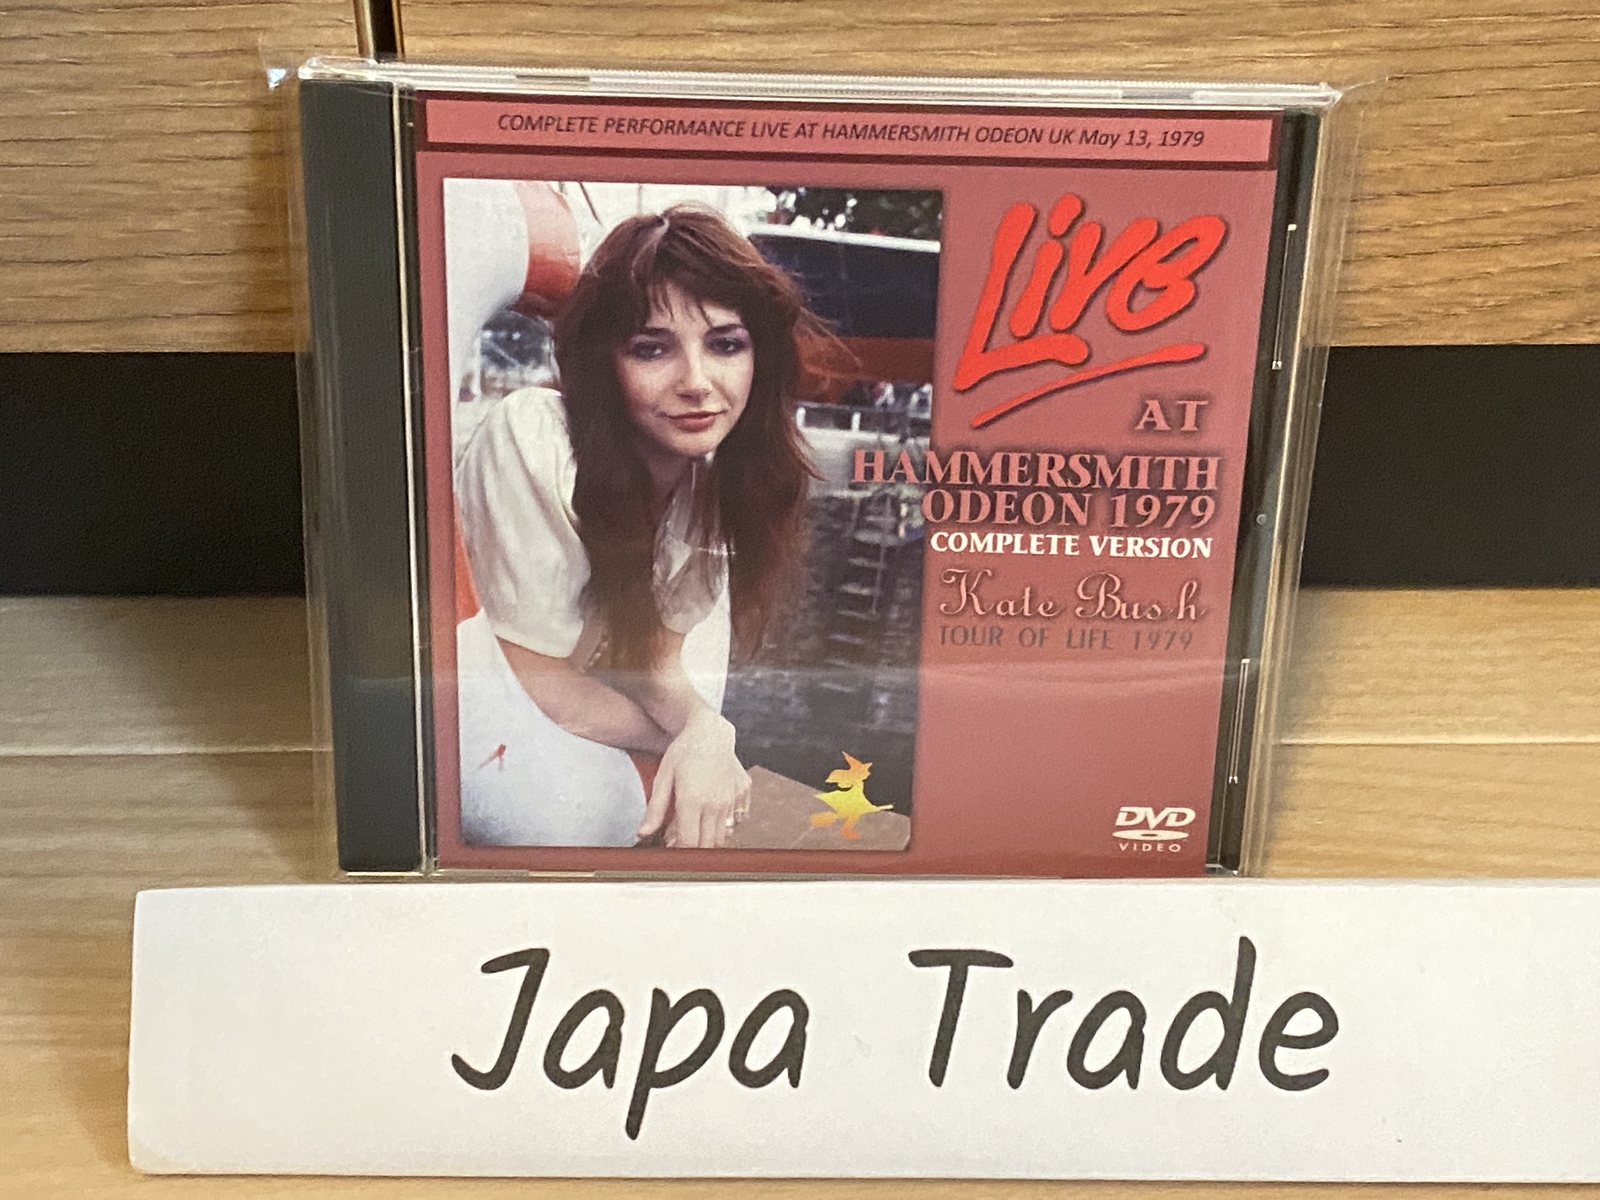 COMPLETE PERFORMANCE LIVE AT HAMMERSMITH ODEON UK May 13, 1979
Live
AT
HAMMERSMITH
ODEON 1979
COMPLETE VERSION
Kate Bush
TOUR OF LIFE 1979
DVD
VIDEO
Japa Trade